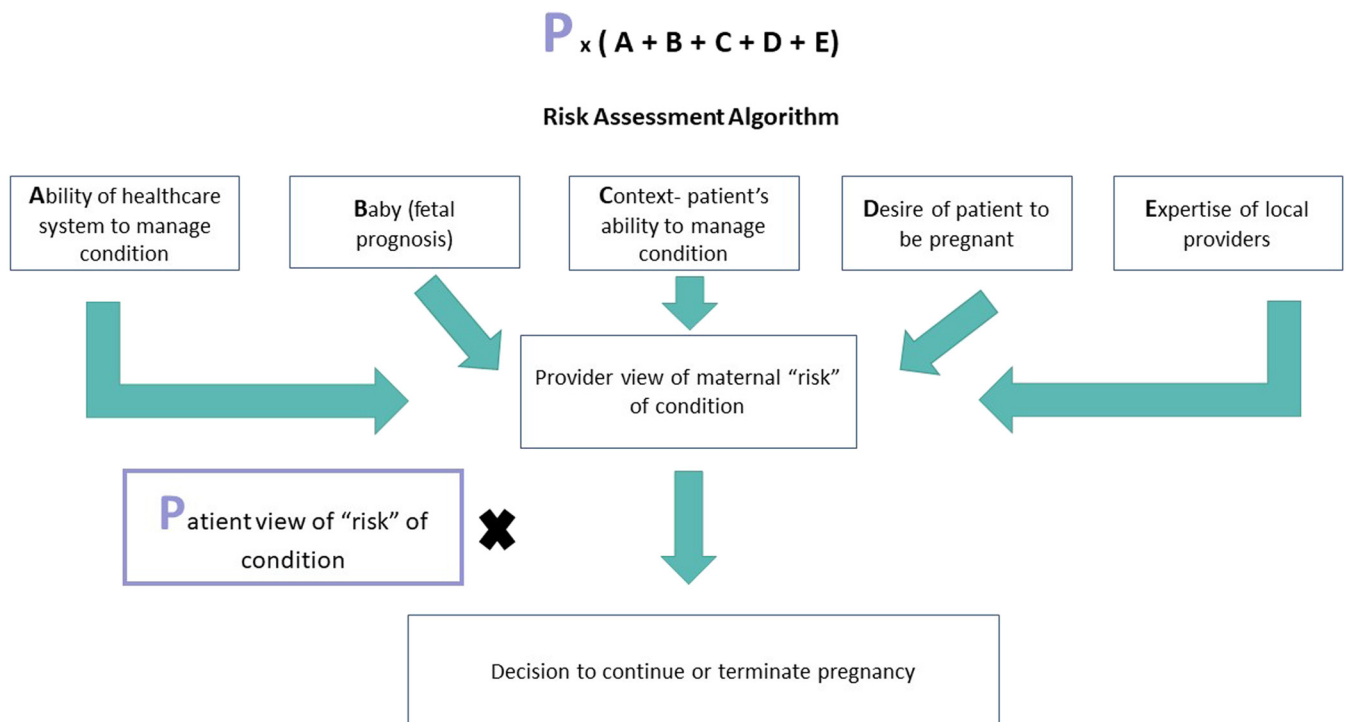 P x ( A + B + C + D + E)
Risk Assessment Algorithm
Ability of healthcare
system to manage
condition
Baby (fetal
prognosis)
Context- patient's
ability to manage
condition
Desire of patient to
be pregnant
Expertise of local
providers
Provider view of maternal “risk”
of condition
Patient view of “risk” of
condition
Decision to continue or terminate pregnancy